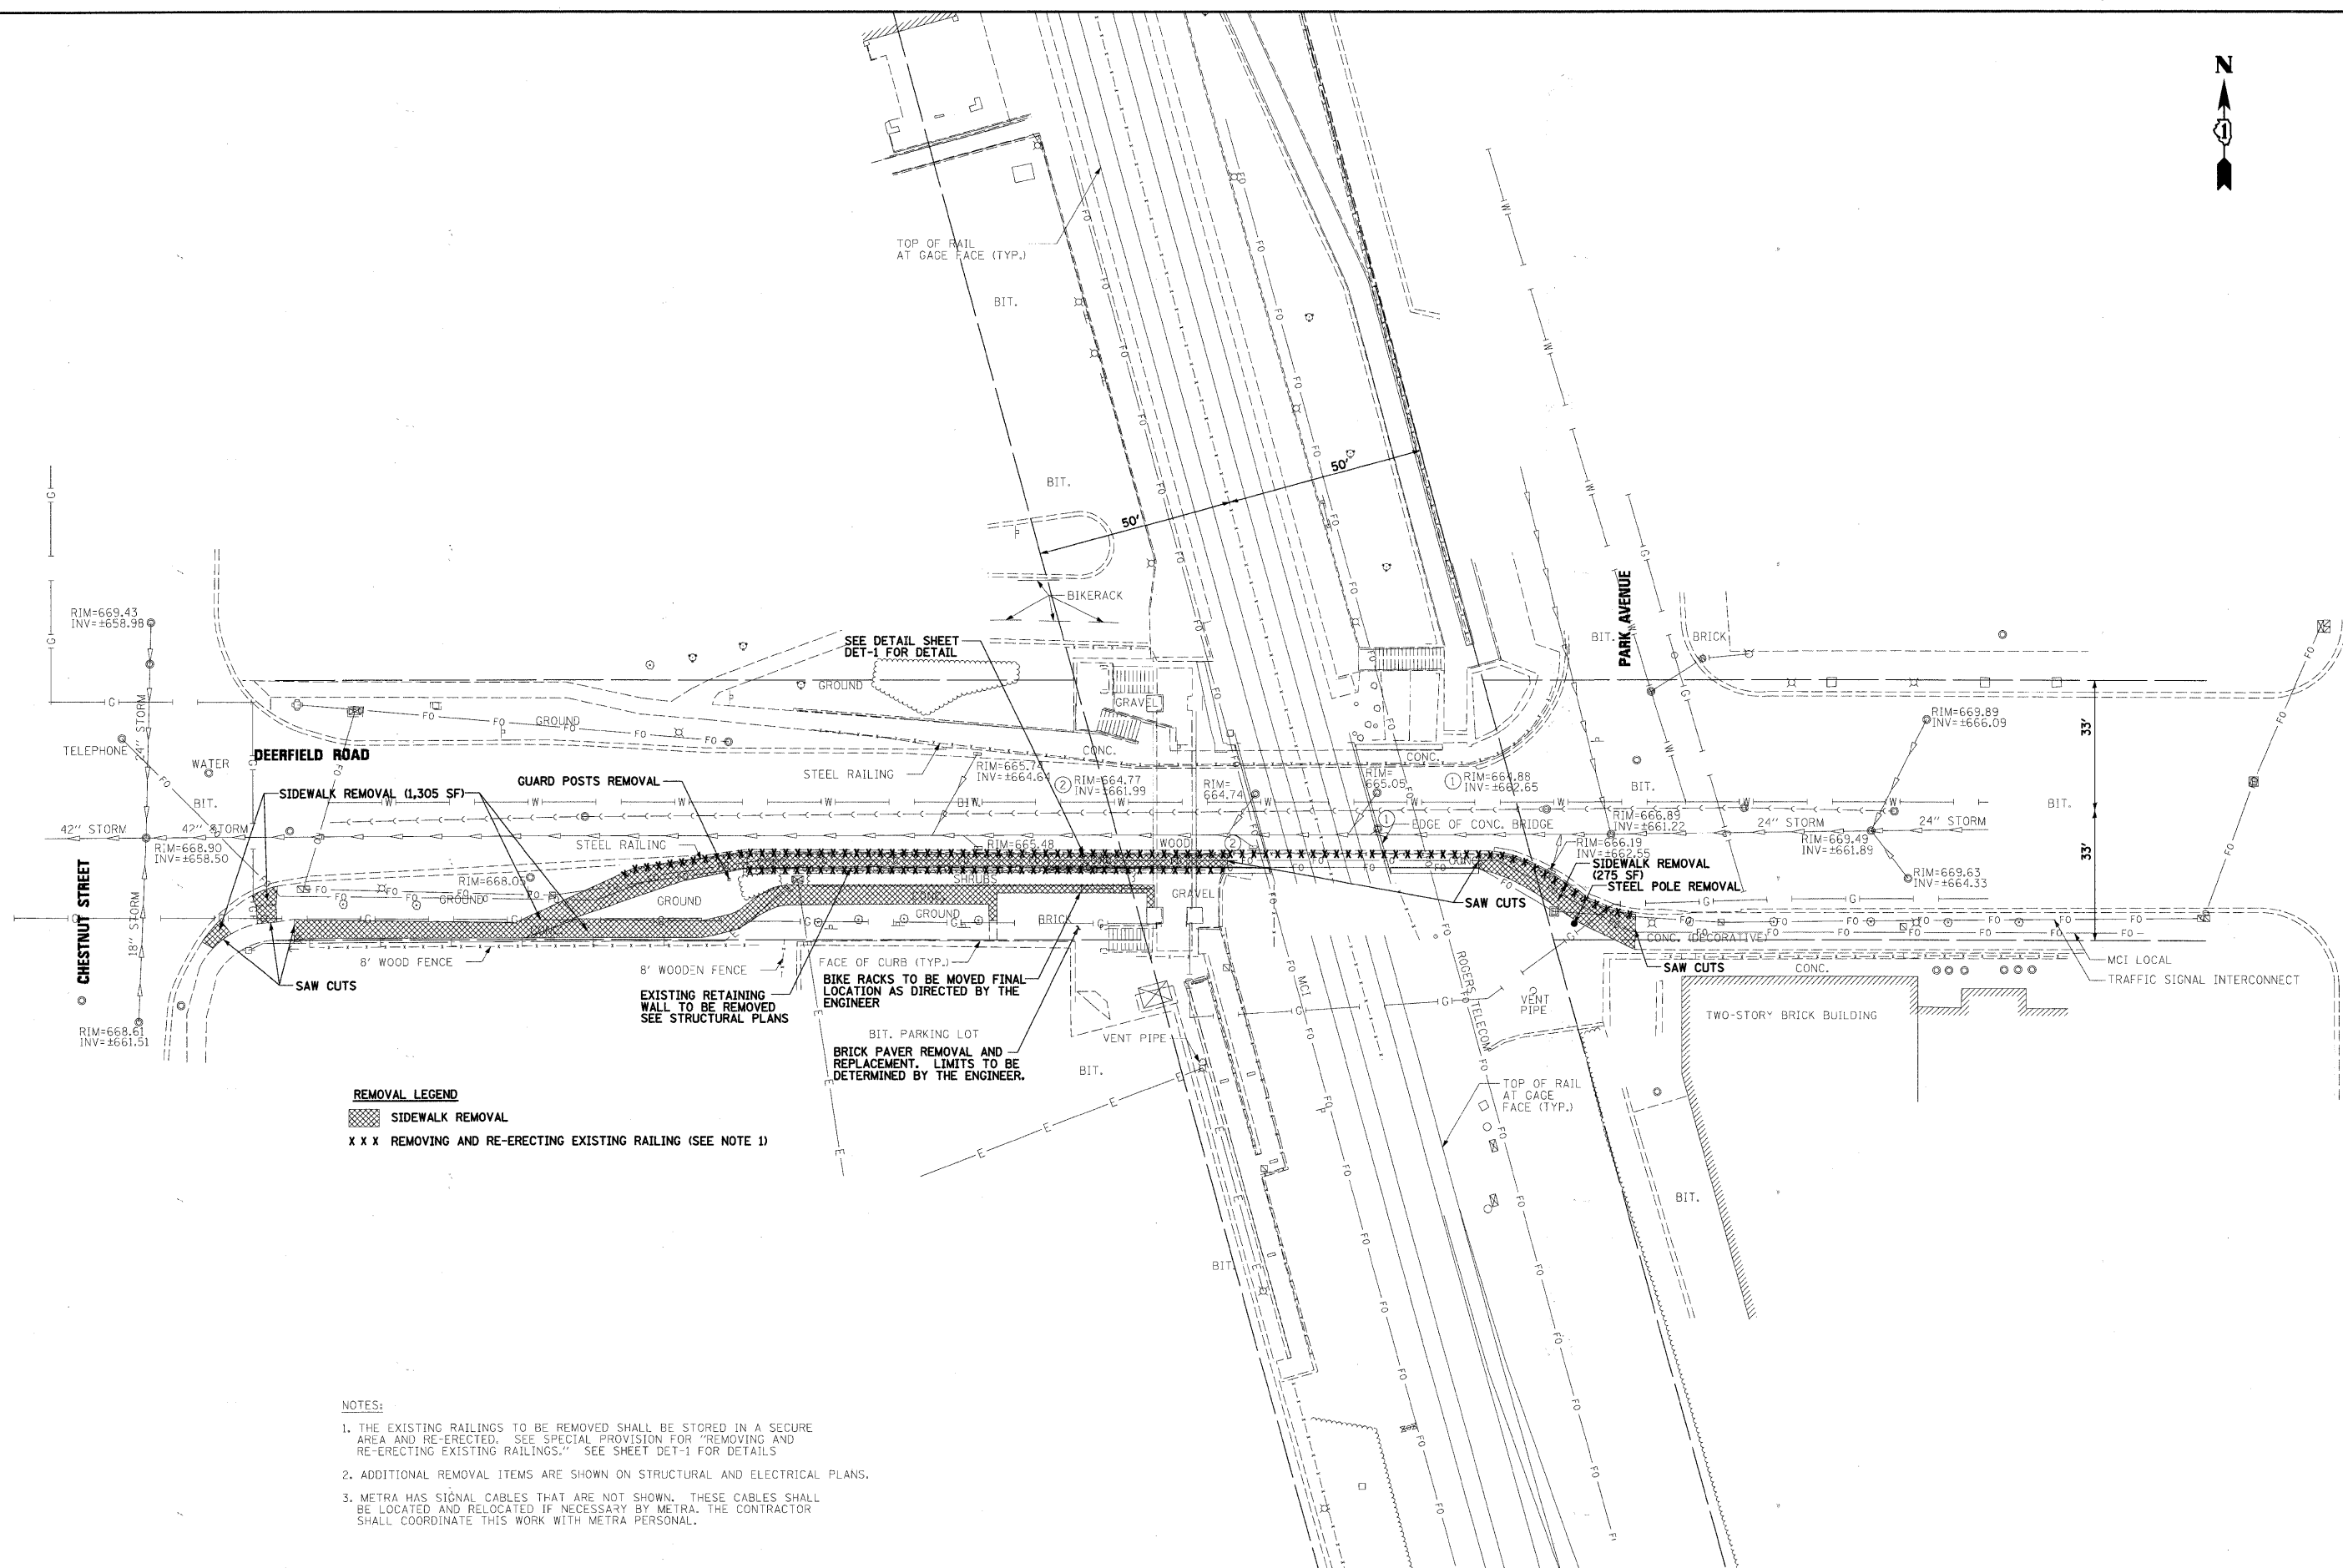 N
1
TOP OF RAIL
AT GAGE FACE (TYP.)
BIT.
BIT.
50'
50'
BIKERACK
PARK AVENUE
BIT.
BRICK
RIM=669.43
INV=±658.98
SEE DETAIL SHEET
DET-1 FOR DETAIL
GROUND
GRAVEL
24" STORM
GROUND
TELEPHONE
WATER
DEERFIELD ROAD
STEEL RAILING
CONC.
CONC.
RIM=669.89
INV=±666.09
33'
RIM=665.74
INV=±664.64
2
RIM=664.77
INV=±661.99
RIM=
664.74
RIM=
665.05
1
RIM=664.88
INV=±662.65
GUARD POSTS REMOVAL
SIDEWALK REMOVAL (1,305 SF)
BIT.
BIT.
BIT.
42" STORM
42" STORM
RIM=668.90
INV=±658.50
STEEL RAILING
RIM=665.48
WOOD
2
1
EDGE OF CONC. BRIDGE
RIM=666.89
INV=±661.22
24" STORM
24" STORM
RIM=669.49
INV=±661.89
RIM=666.19
INV=±662.55
33'
SIDEWALK REMOVAL
(275 SF)
STEEL POLE REMOVAL
RIM=669.63
INV=±664.33
CHESTNUT STREET
RIM=668.05
GROUND
GROUND
SHRUBS
GROUND
BRICK
GRAVEL
SAW CUTS
18" STORM
8' WOOD FENCE
8' WOODEN FENCE
FACE OF CURB (TYP.)
CONC. (DECORATIVE)
CONC.
SAW CUTS
MCI LOCAL
TRAFFIC SIGNAL INTERCONNECT
SAW CUTS
EXISTING RETAINING
WALL TO BE REMOVED
SEE STRUCTURAL PLANS
BIKE RACKS TO BE MOVED FINAL
LOCATION AS DIRECTED BY THE
ENGINEER
FO MCI
ROGERS TELECOM
VENT
PIPE
TWO-STORY BRICK BUILDING
RIM=668.61
INV=±661.51
BIT. PARKING LOT
VENT PIPE
BRICK PAVER REMOVAL AND
REPLACEMENT. LIMITS TO BE
DETERMINED BY THE ENGINEER.
BIT.
TOP OF RAIL
AT GAGE
FACE (TYP.)
REMOVAL LEGEND
SIDEWALK REMOVAL
X X X REMOVING AND RE-ERECTING EXISTING RAILING (SEE NOTE 1)
BIT.
BIT.
NOTES:
1. THE EXISTING RAILINGS TO BE REMOVED SHALL BE STORED IN A SECURE
AREA AND RE-ERECTED. SEE SPECIAL PROVISION FOR "REMOVING AND
RE-ERECTING EXISTING RAILINGS." SEE SHEET DET-1 FOR DETAILS
2. ADDITIONAL REMOVAL ITEMS ARE SHOWN ON STRUCTURAL AND ELECTRICAL PLANS.
3. METRA HAS SIGNAL CABLES THAT ARE NOT SHOWN. THESE CABLES SHALL
BE LOCATED AND RELOCATED IF NECESSARY BY METRA. THE CONTRACTOR
SHALL COORDINATE THIS WORK WITH METRA PERSONAL.